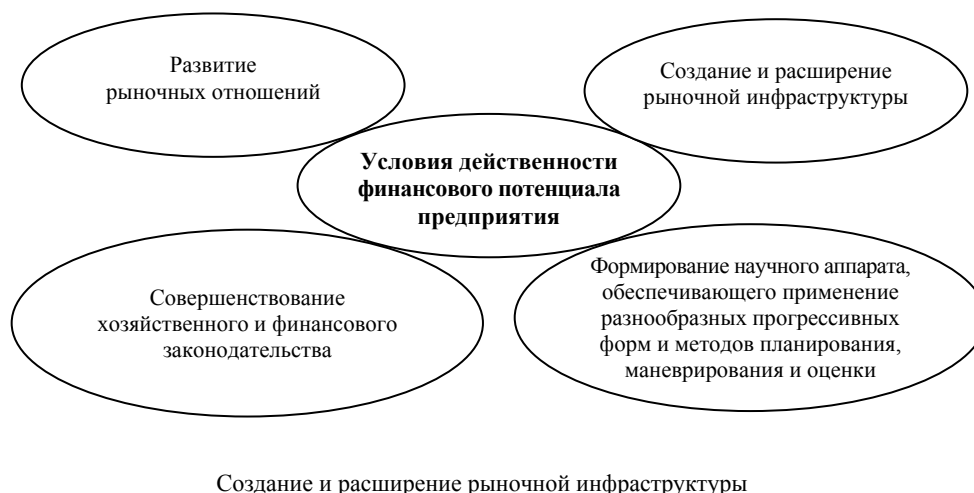 Развитие
рыночных отношений
Создание и расширение
рыночной инфраструктуры
Условия действенности
финансового потенциала
предприятия
Совершенствование
хозяйственного и финансового
законодательства
Формирование научного аппарата,
обеспечивающего применение
разнообразных прогрессивных
форм и методов планирования,
маневрирования и оценки
Создание и расширение рыночной инфраструктуры